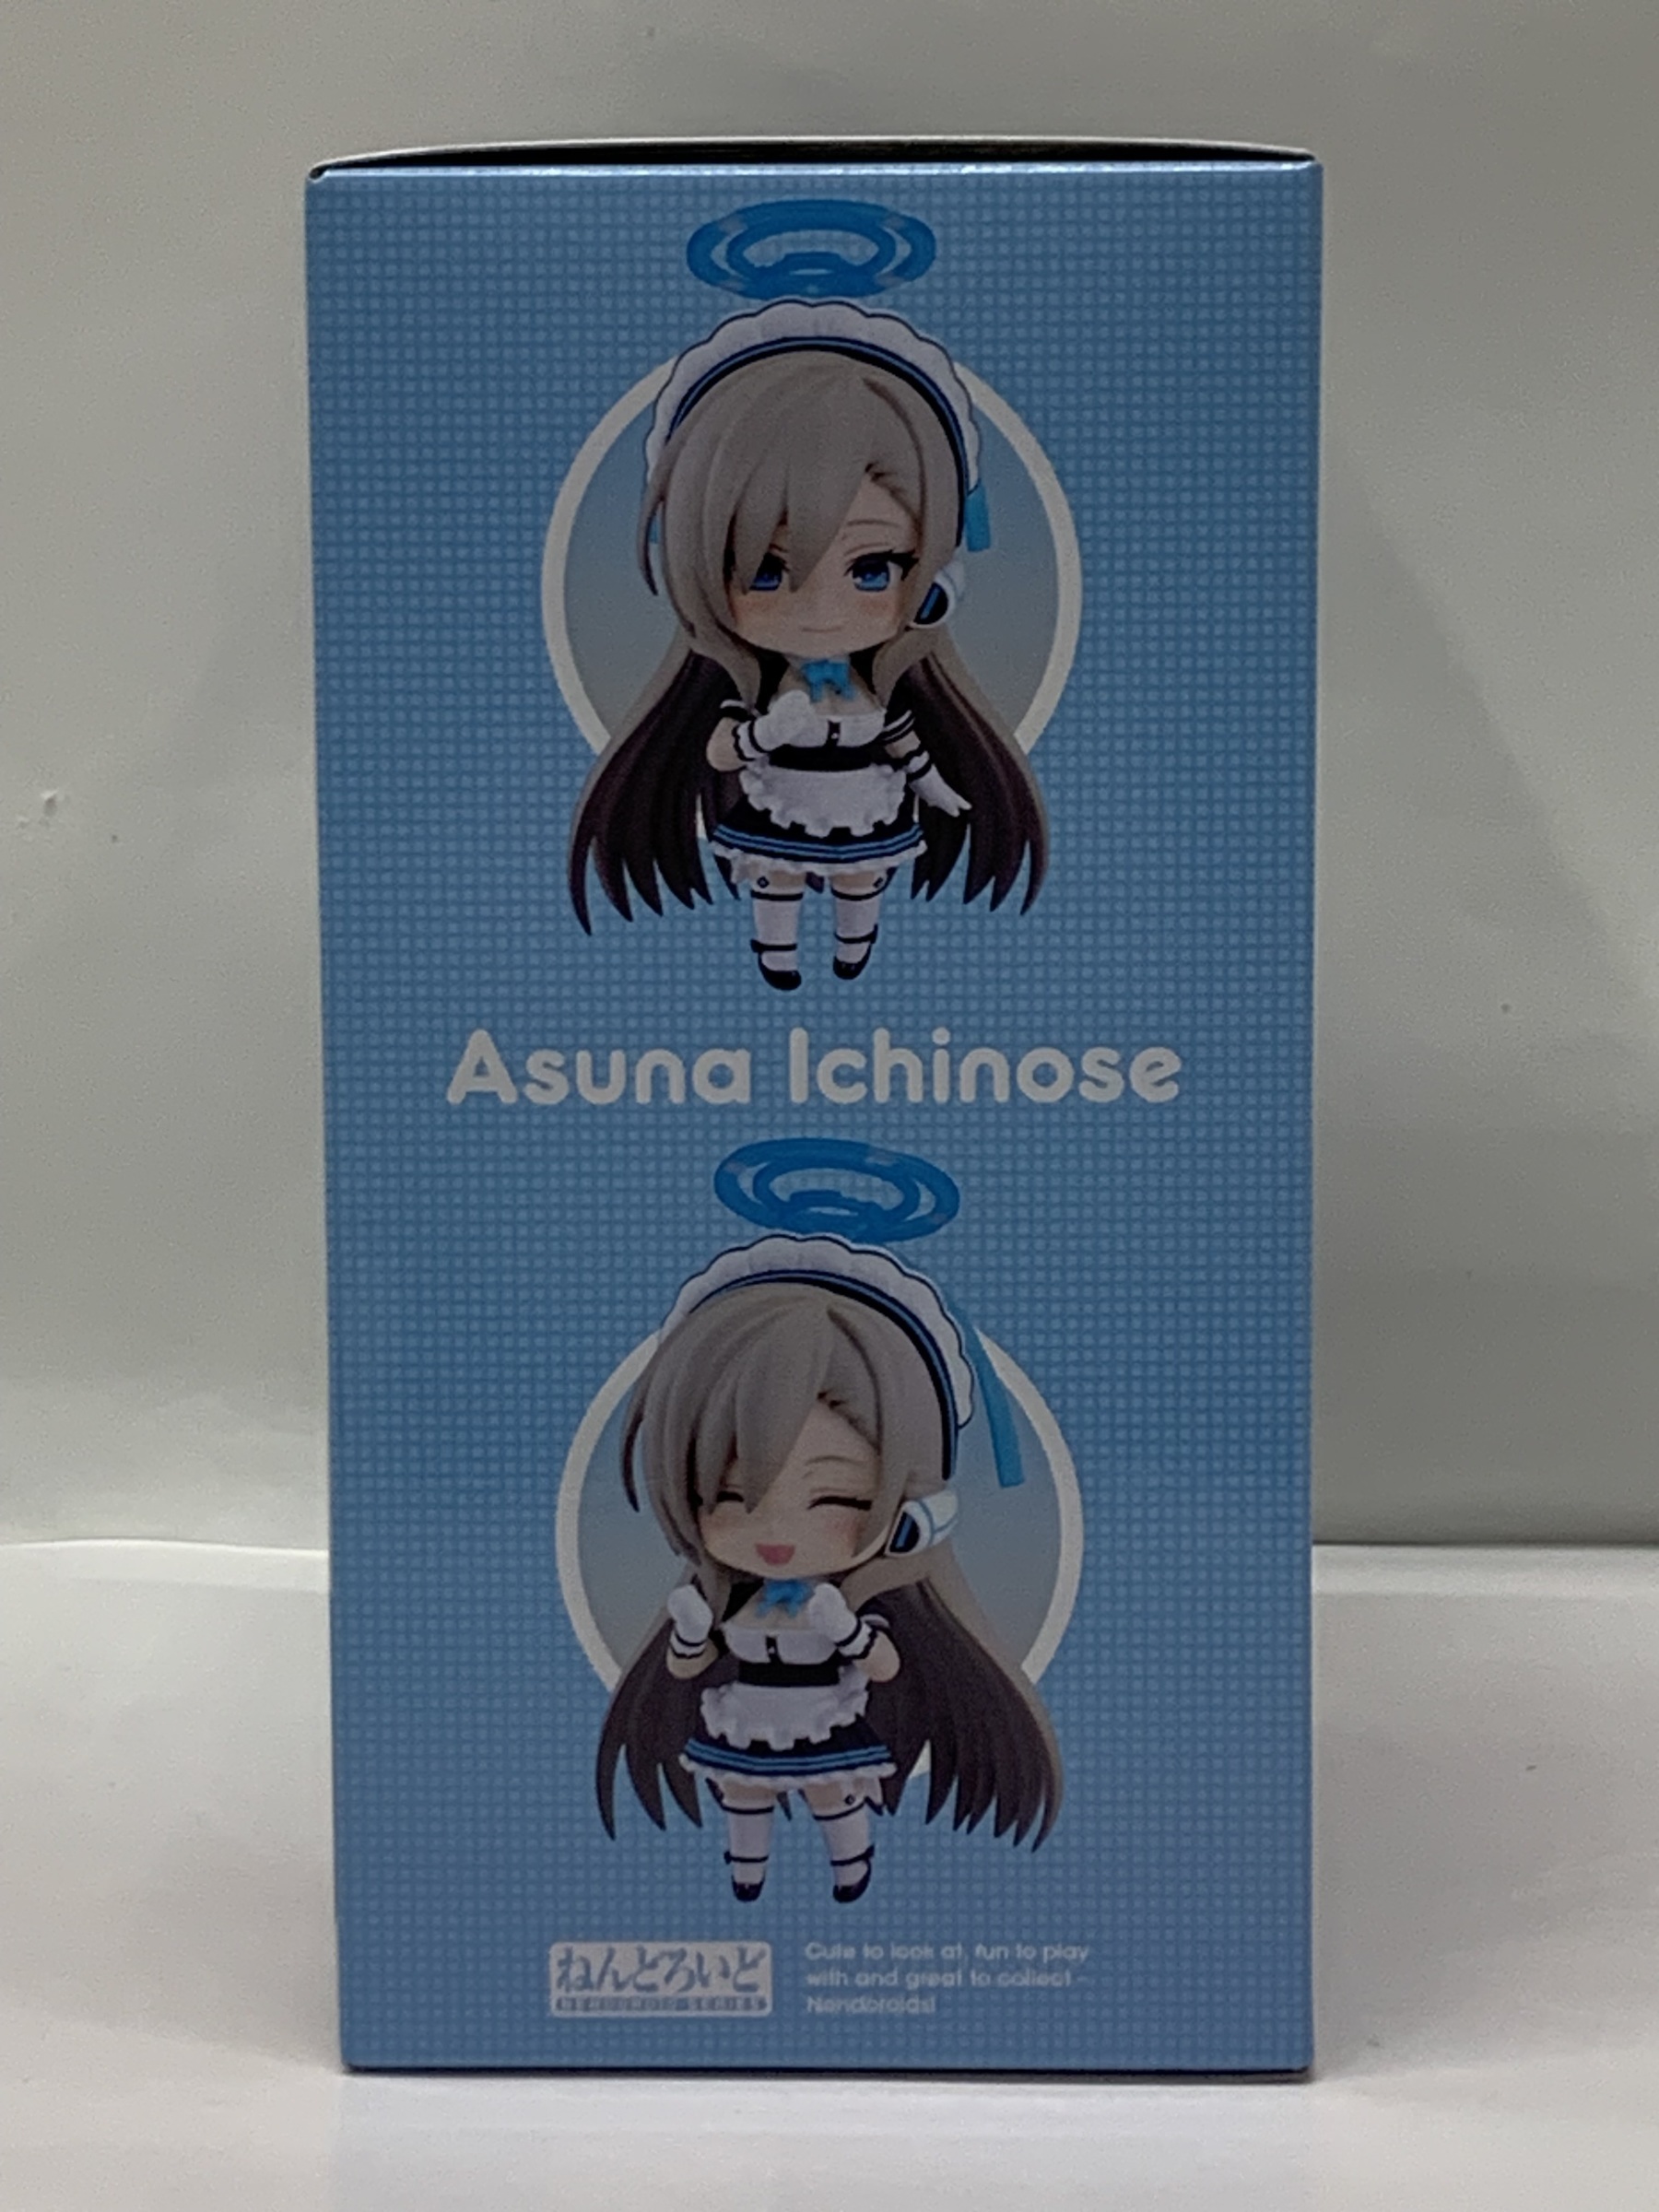 Asuna Ichinose
ねんどろいど
NENDOROID SERIES
Cute to look at, fun to play
with and great to collect -
Nendoroids!